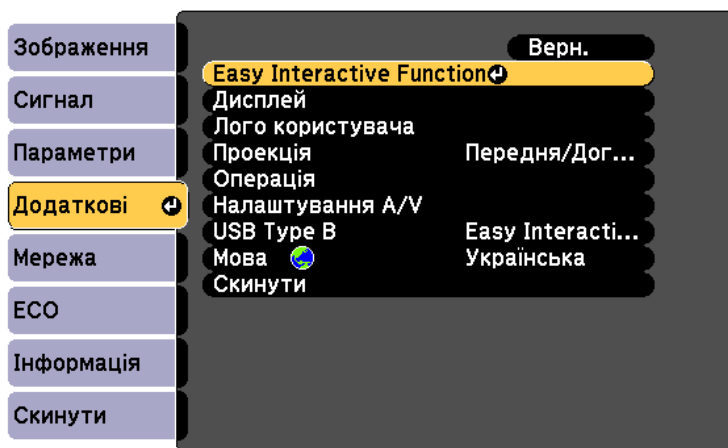 Зображення
Сигнал
Параметри
Додаткові
Мережа
ECO
Інформація
Скинути
Верн.
Easy Interactive Function
Дисплей
Лого користувача
Проекція Передня/Дог...
Операція
Налаштування A/V
USB Type B Easy Interacti...
Мова Українська
Скинути